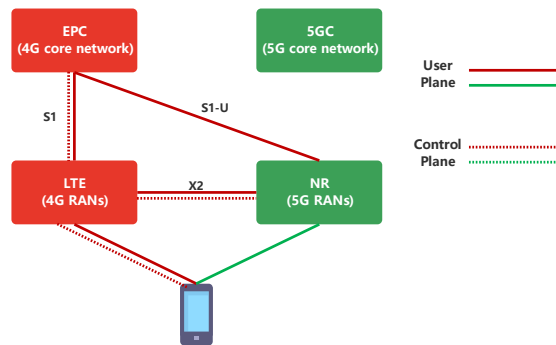 EPC
(4G core network)
5GC
(5G core network)
User
Plane
S1
S1-U
Control
Plane
LTE
(4G RANs)
X2
NR
(5G RANs)